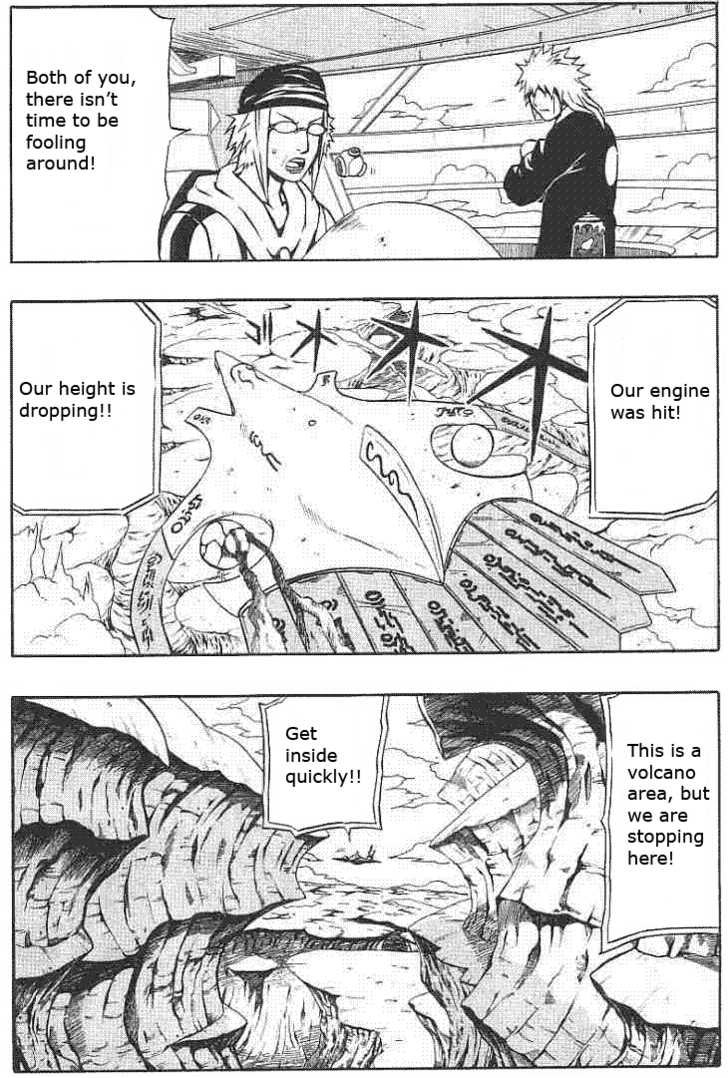 Both of you,
there isn't
time to be
fooling
around!
Our engine
was hit!
Our height is
dropping!!
This is a
volcano
area, but
we are
stopping
here!
Get
inside
quickly!!